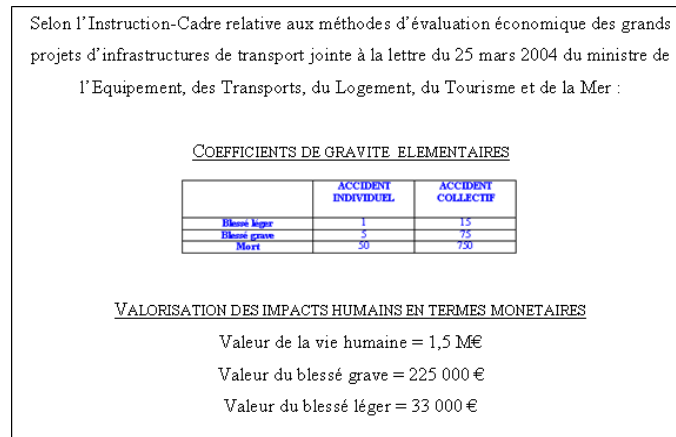 Selon l'Instruction-Cadre relative aux méthodes d'évaluation économique des grands
projets d'infrastructures de transport jointe à la lettre du 25 mars 2004 du ministre de
l'Equipement, des Transports, du Logement, du Tourisme et de la Mer :
COEFFICIENTS DE GRAVITE ELEMENTAIRES
ACCIDENT INDIVIDUEL ACCIDENT COLLECTIF
Blessé léger 1 15
Blessé grave 5 75
Mort 50 750
VALORISATION DES IMPACTS HUMAINS EN TERMES MONETAIRES
Valeur de la vie humaine = 1,5 M€
Valeur du blessé grave = 225 000 €
Valeur du blessé léger = 33 000 €